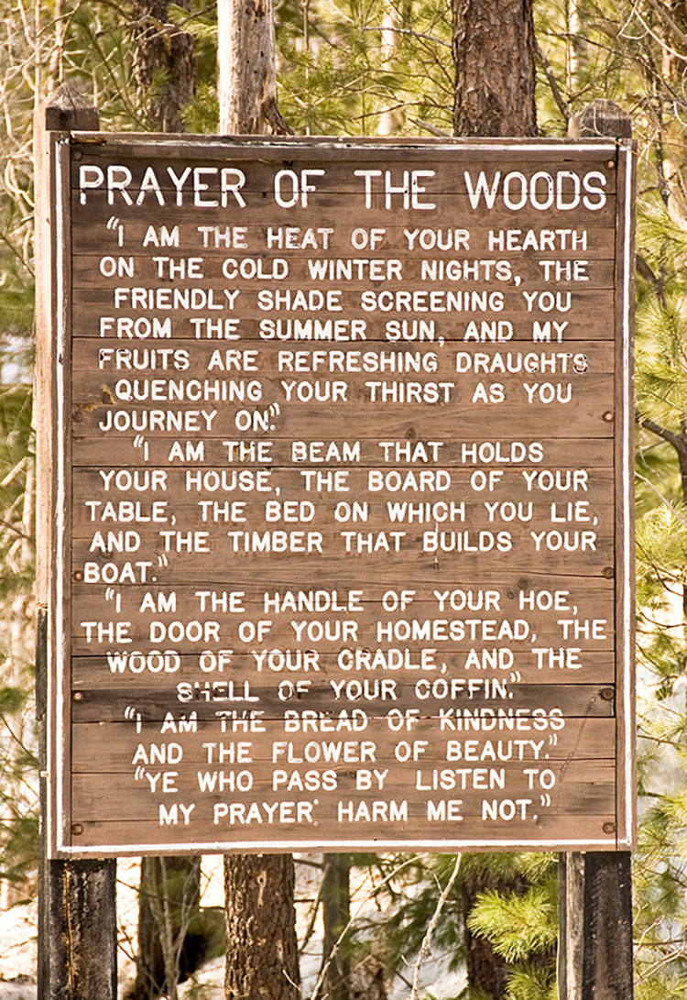 PRAYER OF THE WOODS
"I AM THE HEAT OF YOUR HEARTH
ON THE COLD WINTER NIGHTS, THE
FRIENDLY SHADE SCREENING YOU
FROM THE SUMMER SUN, AND MY
FRUITS ARE REFRESHING DRAUGHTS
QUENCHING YOUR THIRST AS YOU
JOURNEY ON."
"I AM THE BEAM THAT HOLDS
YOUR HOUSE, THE BOARD OF YOUR
TABLE, THE BED ON WHICH YOU LIE,
AND THE TIMBER THAT BUILDS YOUR
BOAT."
"I AM THE HANDLE OF YOUR HOE,
THE DOOR OF YOUR HOMESTEAD, THE
WOOD OF YOUR CRADLE, AND THE
SHELL OF YOUR COFFIN."
"I AM THE BREAD OF KINDNESS
AND THE FLOWER OF BEAUTY."
"YE WHO PASS BY LISTEN TO
MY PRAYER: HARM ME NOT."